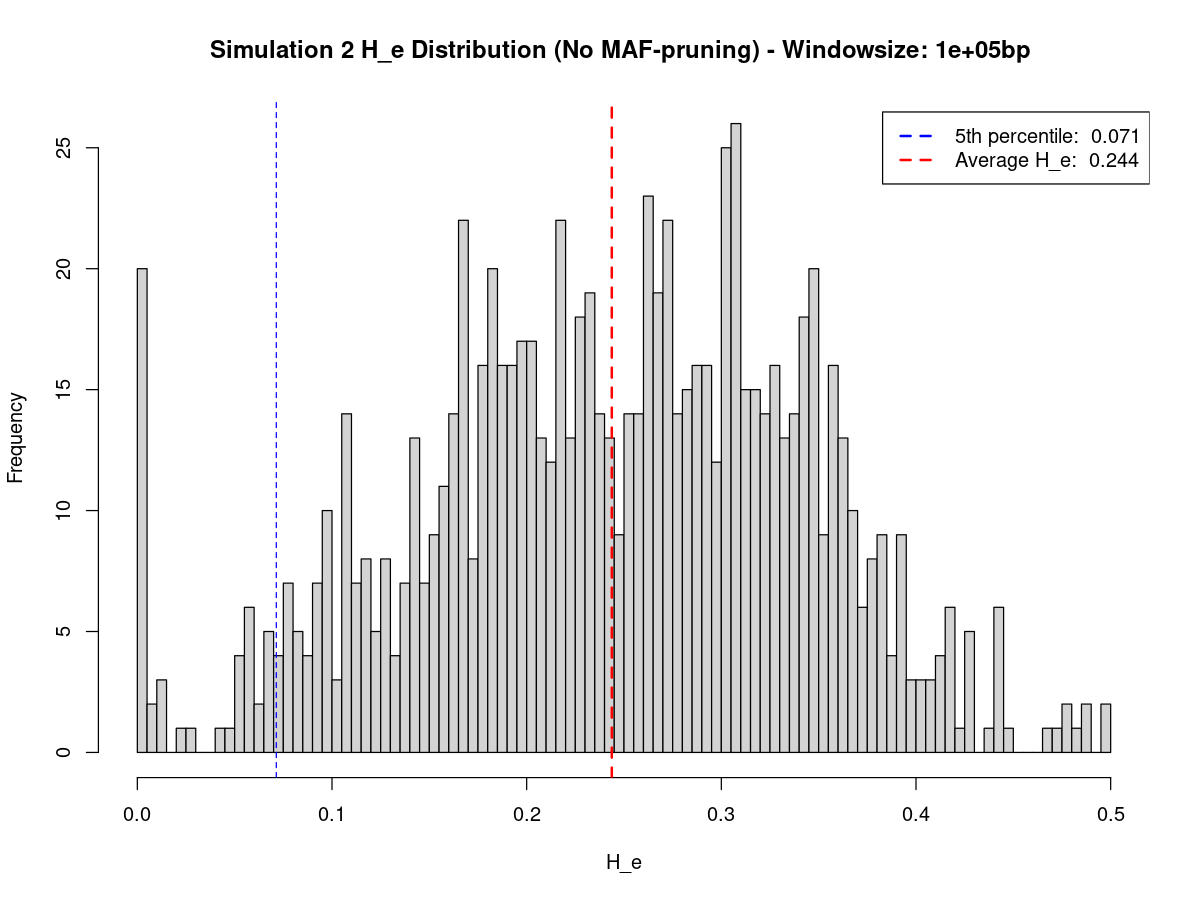 Simulation 2 H_e Distribution (No MAF-pruning) - Windowsize: 1e+05bp
5th percentile: 0.071
Average H_e: 0.244
Frequency
25
20
15
10
5
0
0.0 0.1 0.2 0.3 0.4 0.5
H_e